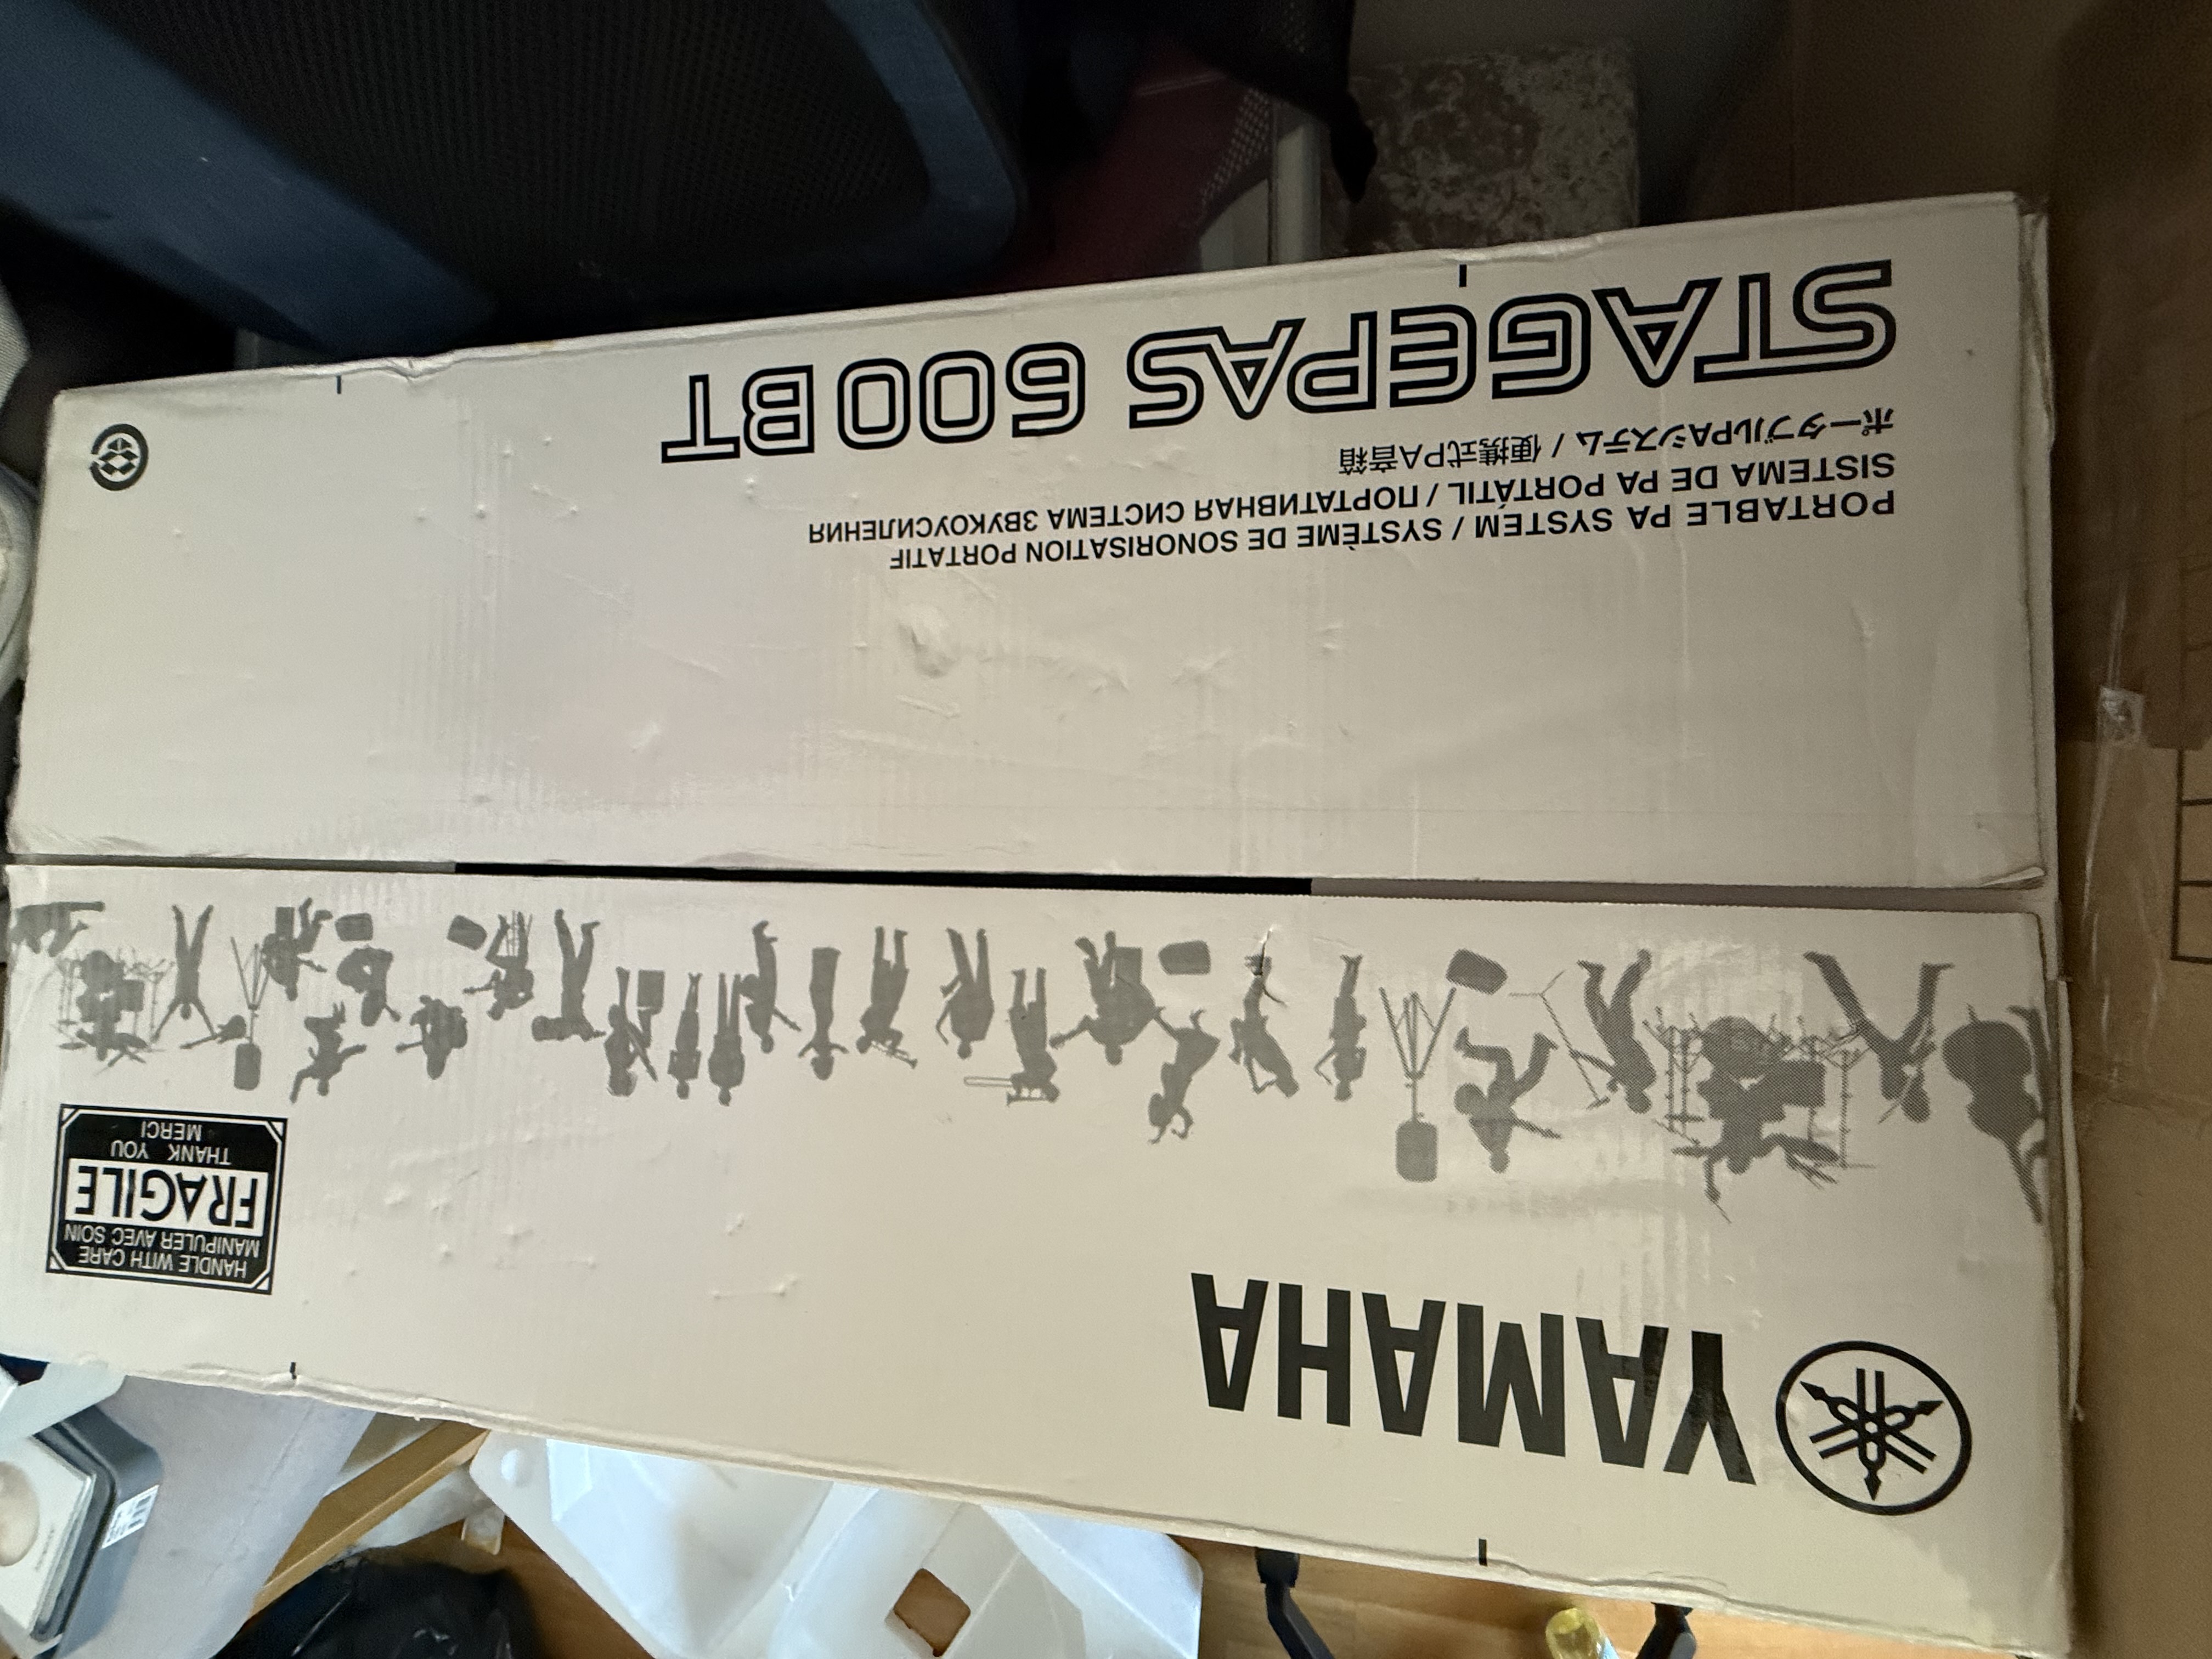 YAMAHA
HANDLE WITH CARE
MANIPULER AVEC SOIN
FRAGILE
THANK YOU
MERCI
PORTABLE PA SYSTEM / SYSTÈME DE SONORISATION PORTATIF
SISTEMA DE PA PORTÁTIL / ПОРТАТИВНАЯ СИСТЕМА ЗВУКОУСИЛЕНИЯ
ポータブルPAシステム / 便携式PA音箱
STAGEPAS 600BT